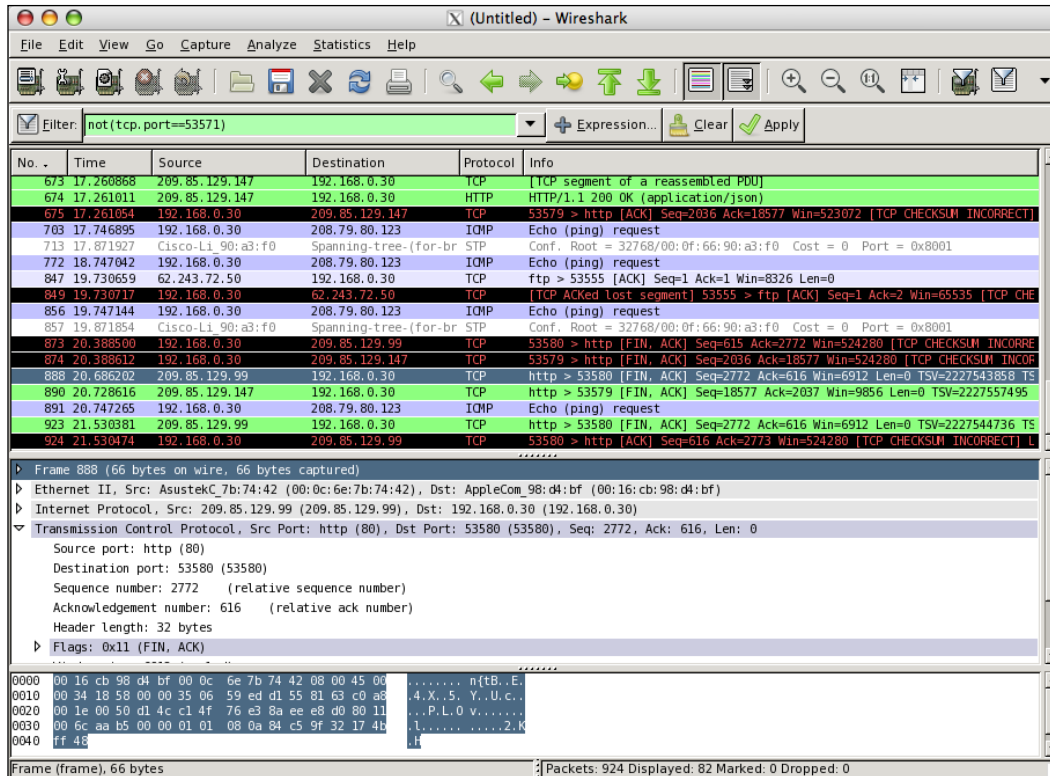 X (Untitled) – Wireshark
File Edit View Go Capture Analyze Statistics Help
Filter: not(tcp.port==53571) Expression... Clear Apply
No. . Time Source Destination Protocol Info
673 17.260868 209.85.129.147 192.168.0.30 TCP [TCP segment of a reassembled PDU]
674 17.261011 209.85.129.147 192.168.0.30 HTTP HTTP/1.1 200 OK (application/json)
675 17.261054 192.168.0.30 209.85.129.147 TCP 53579 > http [ACK] Seq=2036 Ack=18577 Win=523072 [TCP CHECKSUM INCORRECT]
703 17.746895 192.168.0.30 208.79.80.123 ICMP Echo (ping) request
713 17.871927 Cisco-Li_90:a3:f0 Spanning-tree-(for-br STP Conf. Root = 32768/00:0f:66:90:a3:f0 Cost = 0 Port = 0x8001
772 18.747042 192.168.0.30 208.79.80.123 ICMP Echo (ping) request
847 19.730659 62.243.72.50 192.168.0.30 TCP ftp > 53555 [ACK] Seq=1 Ack=1 Win=8326 Len=0
849 19.730717 192.168.0.30 62.243.72.50 TCP [TCP ACKed lost segment] 53555 > ftp [ACK] Seq=1 Ack=2 Win=65535 [TCP CHE
856 19.747144 192.168.0.30 208.79.80.123 ICMP Echo (ping) request
857 19.871854 Cisco-Li_90:a3:f0 Spanning-tree-(for-br STP Conf. Root = 32768/00:0f:66:90:a3:f0 Cost = 0 Port = 0x8001
873 20.388500 192.168.0.30 209.85.129.99 TCP 53580 > http [FIN, ACK] Seq=615 Ack=2772 Win=524280 [TCP CHECKSUM INCORRE
874 20.388612 192.168.0.30 209.85.129.147 TCP 53579 > http [FIN, ACK] Seq=2036 Ack=18577 Win=524280 [TCP CHECKSUM INCOR
888 20.686202 209.85.129.99 192.168.0.30 TCP http > 53580 [FIN, ACK] Seq=2772 Ack=616 Win=6912 Len=0 TSV=2227543858 TS
890 20.728616 209.85.129.147 192.168.0.30 TCP http > 53579 [FIN, ACK] Seq=18577 Ack=2037 Win=9856 Len=0 TSV=2227557495
891 20.747265 192.168.0.30 208.79.80.123 ICMP Echo (ping) request
923 21.530381 209.85.129.99 192.168.0.30 TCP http > 53580 [FIN, ACK] Seq=2772 Ack=616 Win=6912 Len=0 TSV=2227544736 TS
924 21.530474 192.168.0.30 209.85.129.99 TCP 53580 > http [ACK] Seq=616 Ack=2773 Win=524280 [TCP CHECKSUM INCORRECT] L
Frame 888 (66 bytes on wire, 66 bytes captured)
Ethernet II, Src: AsustekC_7b:74:42 (00:0c:6e:7b:74:42), Dst: AppleCom_98:d4:bf (00:16:cb:98:d4:bf)
Internet Protocol, Src: 209.85.129.99 (209.85.129.99), Dst: 192.168.0.30 (192.168.0.30)
Transmission Control Protocol, Src Port: http (80), Dst Port: 53580 (53580), Seq: 2772, Ack: 616, Len: 0
Source port: http (80)
Destination port: 53580 (53580)
Sequence number: 2772 (relative sequence number)
Acknowledgement number: 616 (relative ack number)
Header length: 32 bytes
Flags: 0x11 (FIN, ACK)
0000 00 16 cb 98 d4 bf 00 0c 6e 7b 74 42 08 00 45 00 ........ n{tB..E.
0010 00 34 18 58 00 00 35 06 59 ed d1 55 81 63 c0 a8 .4.X..5. Y..U.c..
0020 00 1e 00 50 d1 4c c1 4f 76 e3 8a ee e8 d0 80 11 ...P.L.O v.......
0030 00 6c aa b5 00 00 01 01 08 0a 84 c5 9f 32 17 4b .l...... .....2.K
0040 ff 48 .H
Frame (frame), 66 bytes Packets: 924 Displayed: 82 Marked: 0 Dropped: 0